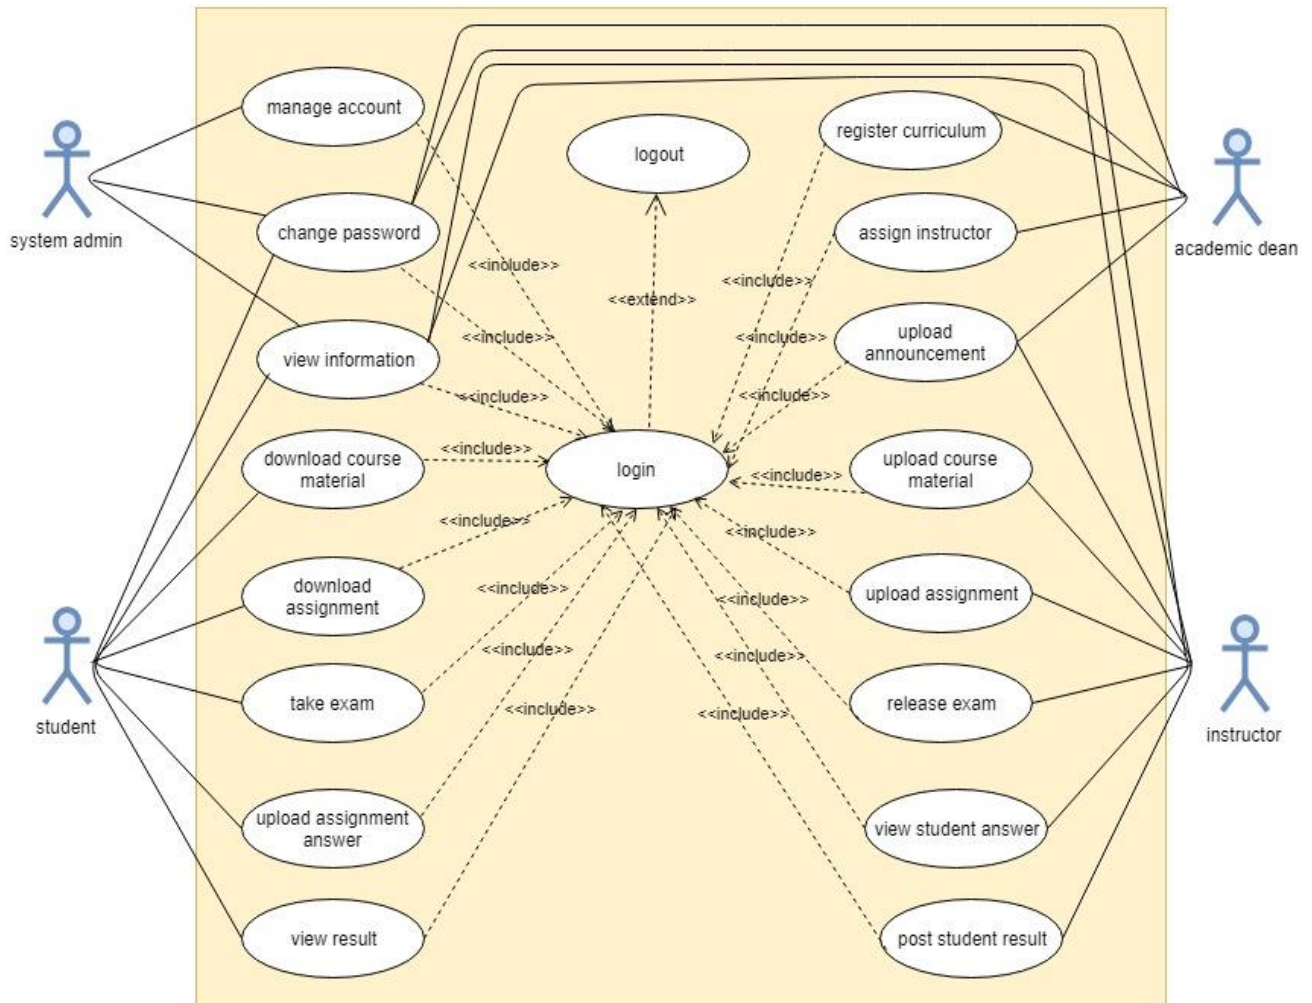 manage account
register curriculum
logout
system admin
change password
assign instructor
academic dean
<<include>>
<<include>>
<<extend>>
upload
announcement
<<include>>
<<include>>
view information
<<include>>
<<include>>
download course
material
<<include>>
login
upload course
material
<<include>>
<<include>>
<<include>>
download
assignment
<<include>>
upload assignment
<<include>>
student
take exam
<<include>>
<<include>>
release exam
instructor
<<include>>
<<include>>
upload assignment
answer
view student answer
view result
post student result